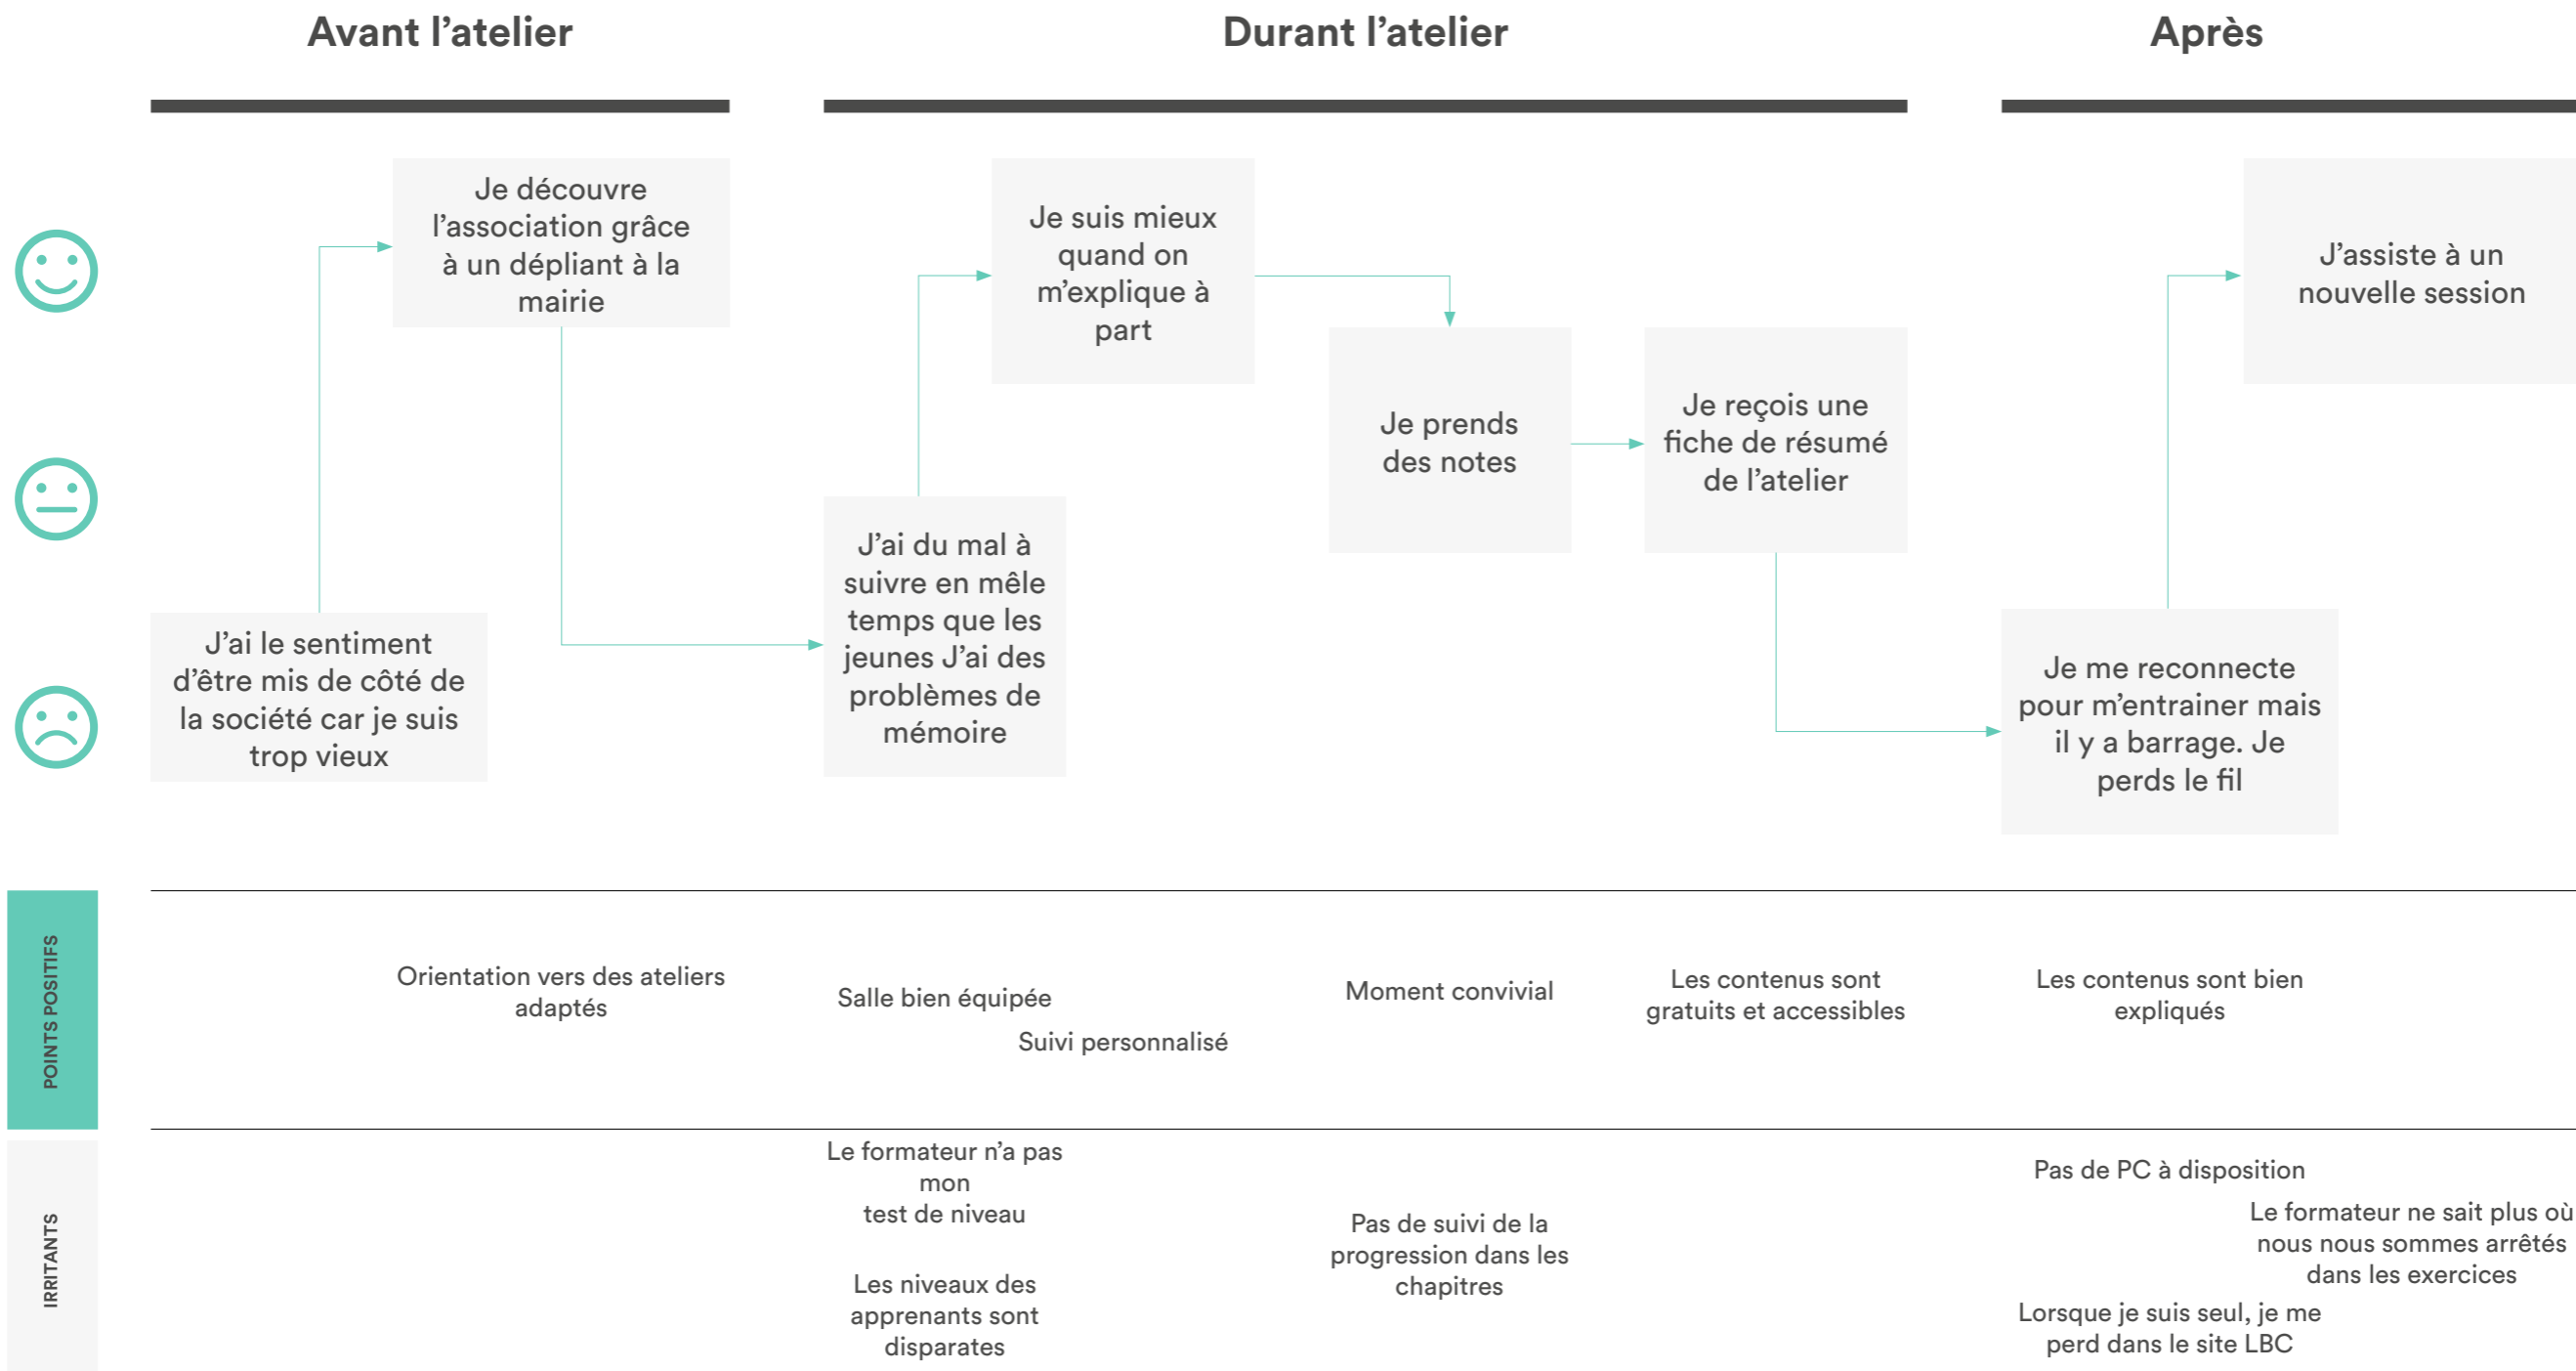 Avant l’atelier
Durant l’atelier
Après
J’ai le sentiment
d’être mis de côté de
la société car je suis
trop vieux
Je découvre
l’association grâce
à un dépliant à la
mairie
J’ai du mal à
suivre en mêle
temps que les
jeunes J’ai des
problèmes de
mémoire
Je suis mieux
quand on
m’explique à
part
Je prends
des notes
Je reçois une
fiche de résumé
de l’atelier
Je me reconnecte
pour m’entrainer mais
il y a barrage. Je
perds le fil
J’assiste à un
nouvelle session
POINTS POSITIFS
Orientation vers des ateliers
adaptés
Salle bien équipée
Suivi personnalisé
Moment convivial
Les contenus sont
gratuits et accessibles
Les contenus sont bien
expliqués
IRRITANTS
Le formateur n’a pas
mon
test de niveau
Les niveaux des
apprenants sont
disparates
Pas de suivi de la
progression dans les
chapitres
Pas de PC à disposition
Le formateur ne sait plus où
nous nous sommes arrêtés
dans les exercices
Lorsque je suis seul, je me
perd dans le site LBC